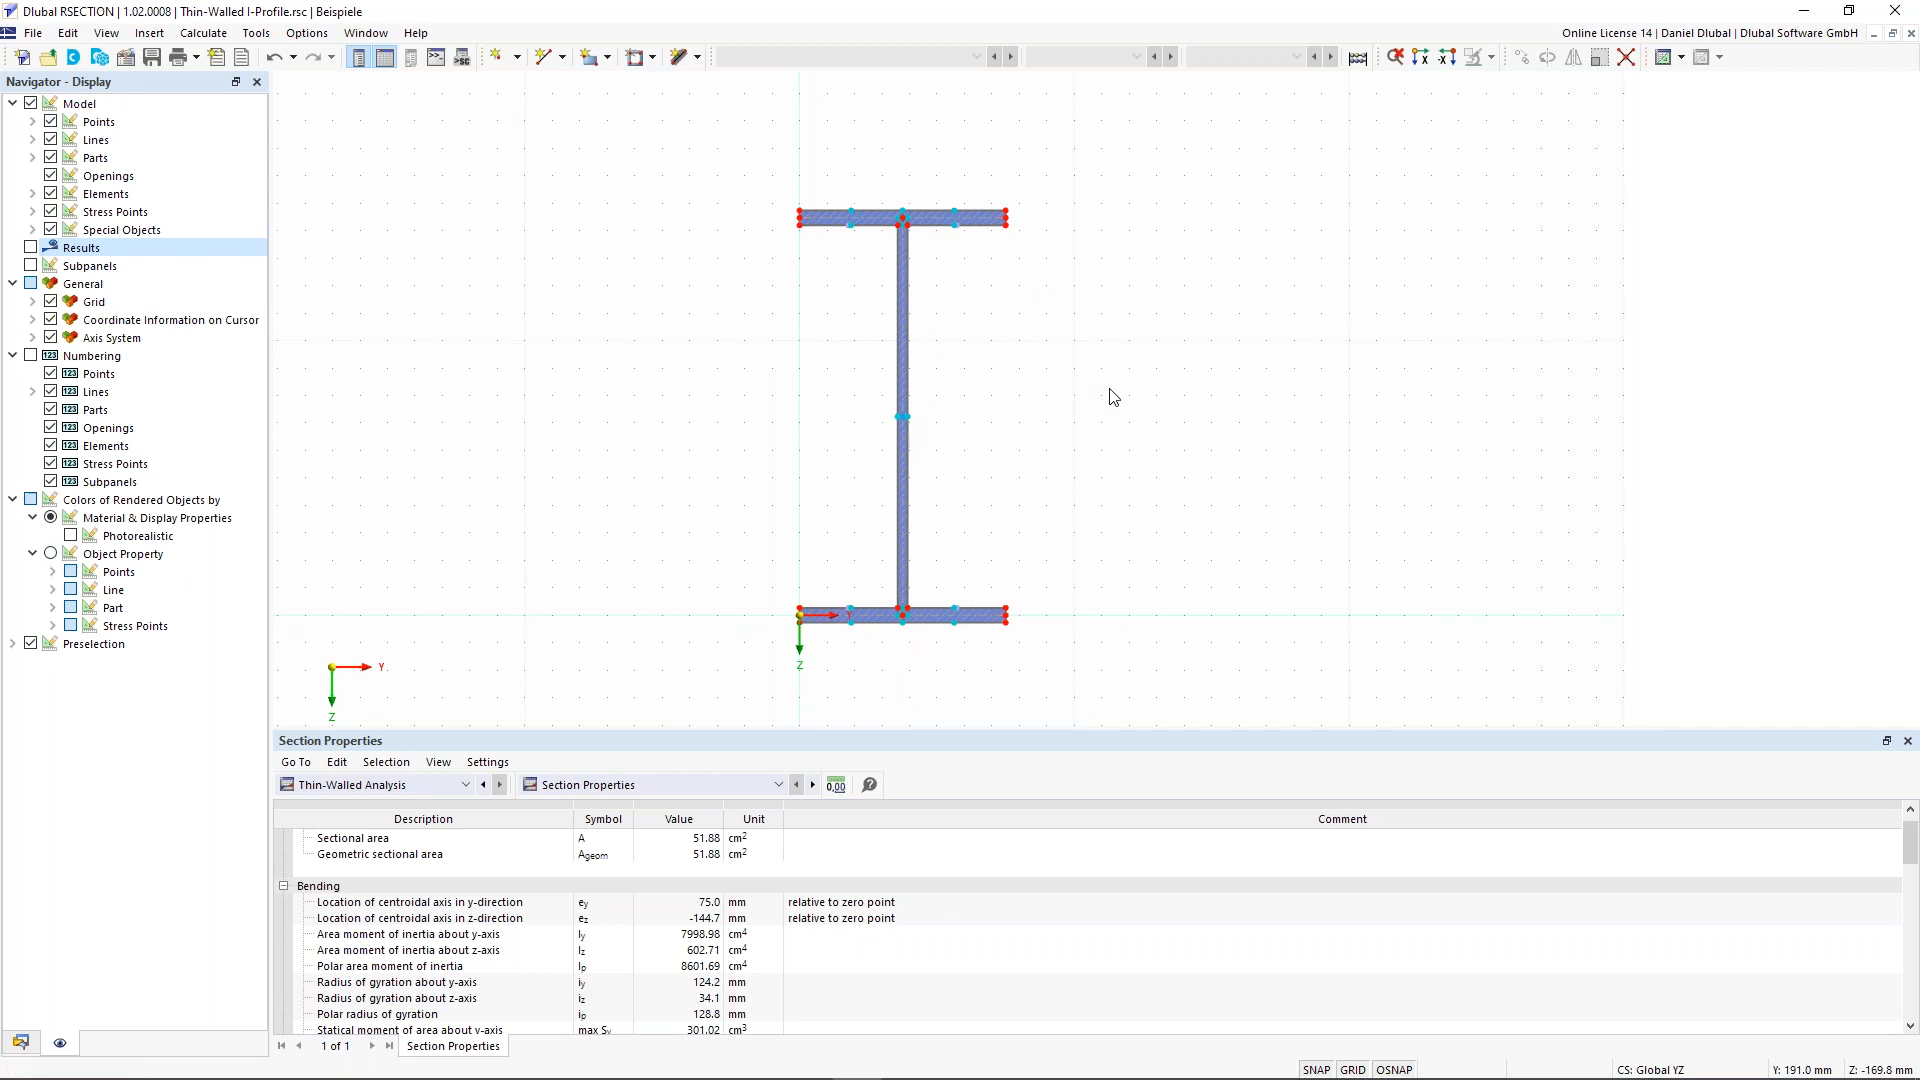 Dlubal RSECTION | 1.02.0008 | Thin-Walled I-Profile.rsc | Beispiele
File Edit View Insert Calculate Tools Options Window Help
Online License 14 | Daniel Dlubal | Dlubal Software GmbH
Navigator - Display
Model
Points
Lines
Parts
Openings
Elements
Stress Points
Special Objects
Results
Subpanels
General
Grid
Coordinate Information on Cursor
Axis System
123 Numbering
123 Points
123 Lines
123 Parts
123 Openings
123 Elements
123 Stress Points
123 Subpanels
Colors of Rendered Objects by
Material & Display Properties
Photorealistic
Object Property
Points
Line
Part
Stress Points
Preselection
Y
Z
Y
Z
Section Properties
Go To Edit Selection View Settings
Thin-Walled Analysis Section Properties 0,00
Description Symbol Value Unit Comment
Sectional area A 51.88 cm2
Geometric sectional area Ageom 51.88 cm2
Bending
Location of centroidal axis in y-direction ey 75.0 mm relative to zero point
Location of centroidal axis in z-direction ez -144.7 mm relative to zero point
Area moment of inertia about y-axis Iy 7998.98 cm4
Area moment of inertia about z-axis Iz 602.71 cm4
Polar area moment of inertia Ip 8601.69 cm4
Radius of gyration about y-axis iy 124.2 mm
Radius of gyration about z-axis iz 34.1 mm
Polar radius of gyration ip 128.8 mm
Statical moment of area about y-axis max Sy 301.02 cm3
1 of 1 Section Properties
SNAP GRID OSNAP CS: Global YZ Y: 191.0 mm Z: -169.8 mm